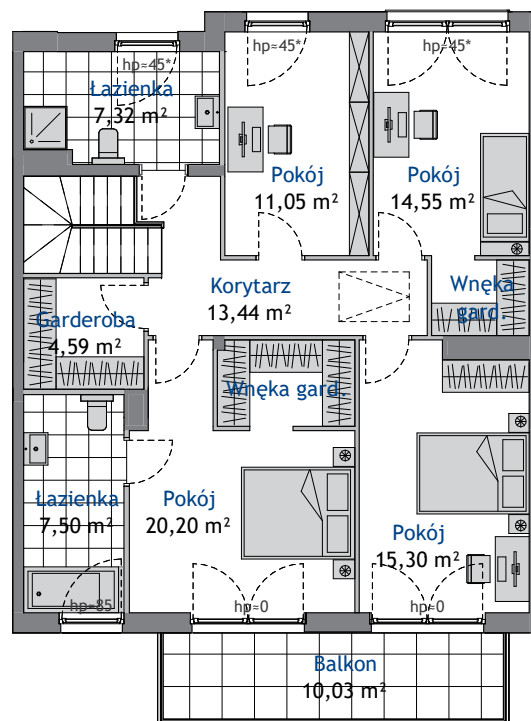 hp≈45*
hp≈45*
hp≈45*
Łazienka
7,32 m²
Pokój
11,05 m²
Pokój
14,55 m²
Korytarz
13,44 m²
Wnęka
gard.
Garderoba
4,59 m²
Wnęka gard.
Łazienka
7,50 m²
Pokój
20,20 m²
Pokój
15,30 m²
hp≈85
hp≈0
hp≈0
Balkon
10,03 m²